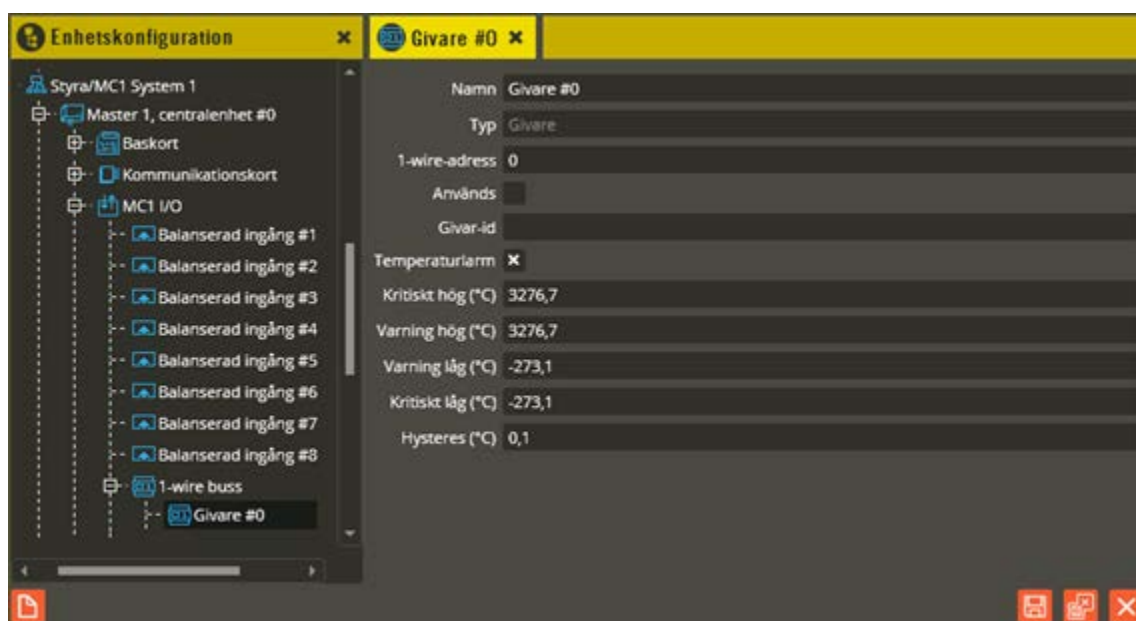 Enhetskonfiguration
Givare #0
Styra/MC1 System 1
Master 1, centralenhet #0
Baskort
Kommunikationskort
MC1 I/O
Balanserad ingång #1
Balanserad ingång #2
Balanserad ingång #3
Balanserad ingång #4
Balanserad ingång #5
Balanserad ingång #6
Balanserad ingång #7
Balanserad ingång #8
1-wire buss
Givare #0
Namn Givare #0
Typ Givare
1-wire-adress 0
Används
Givar-id
Temperaturlarm
Kritiskt hög (°C) 3276,7
Varning hög (°C) 3276,7
Varning låg (°C) -273,1
Kritiskt låg (°C) -273,1
Hysteres (°C) 0,1